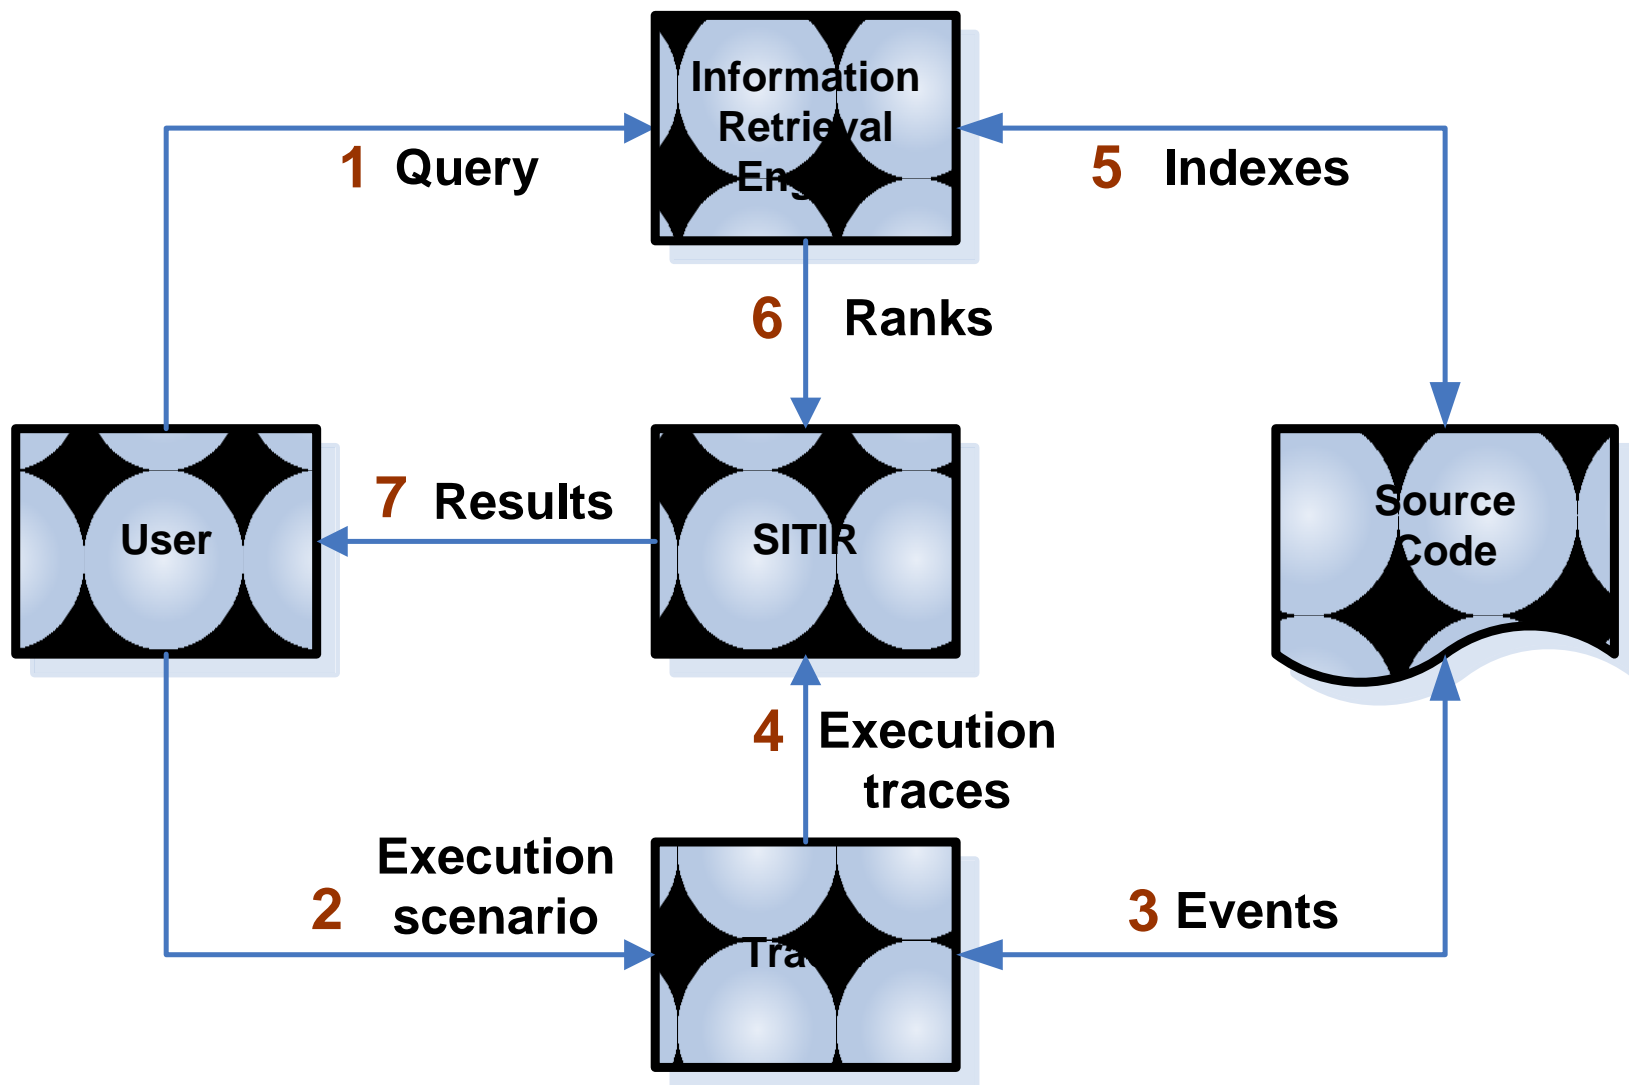 Information
Retrieval
1 Query
5 Indexes
6 Ranks
7 Results
User
SITIR
Source
Code
4 Execution
traces
Execution
2 scenario
3 Events